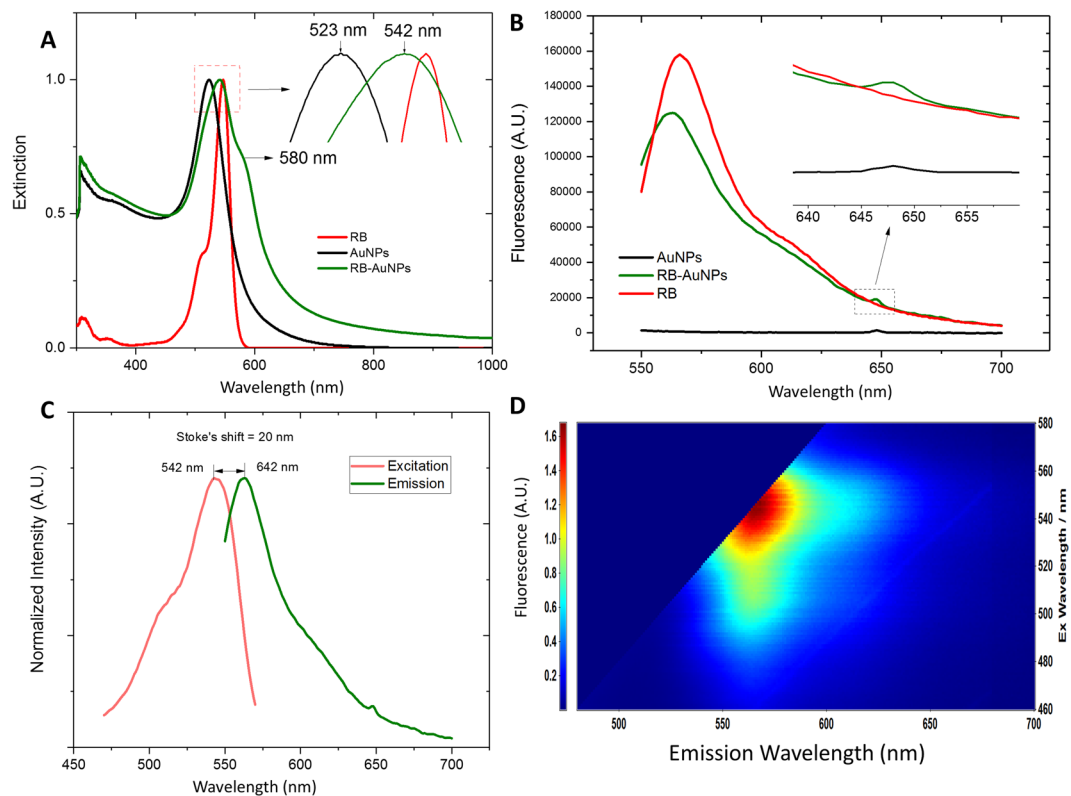 A
523 nm 542 nm
1.0
0.5
0.0
580 nm
RB
AuNPs
RB-AuNPs
Extinction
400 600 800 1000
Wavelength (nm)
B
180000
160000
140000
120000
100000
80000
60000
40000
20000
0
Fluorescence (A.U.)
640 645 650 655
AuNPs
RB-AuNPs
RB
550 600 650 700
Wavelength (nm)
C
Stoke's shift = 20 nm
542 nm 642 nm
Excitation
Emission
Normalized Intensity (A.U.)
450 500 550 600 650 700
Wavelength (nm)
D
1.6
1.4
1.2
1.0
0.8
0.6
0.4
0.2
Fluorescence (A.U.)
580
560
540
520
500
480
460
Ex Wavelength / nm
500 550 600 650 700
Emission Wavelength (nm)